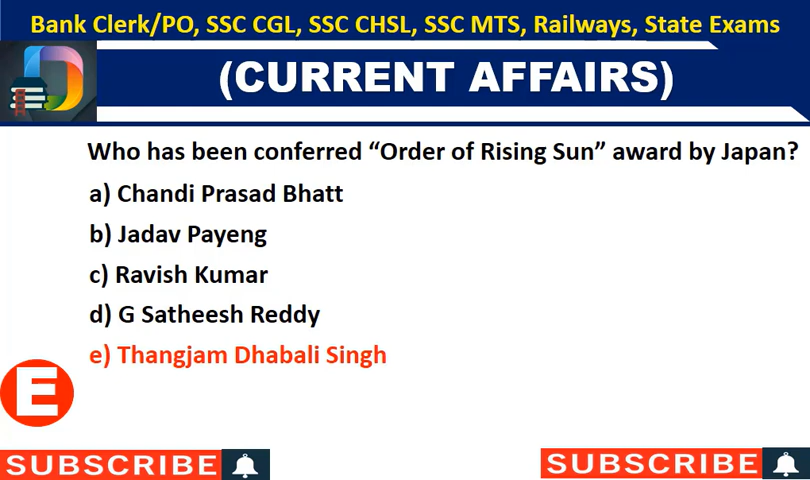 Bank Clerk/PO, SSC CGL, SSC CHSL, SSC MTS, Railways, State Exams
(CURRENT AFFAIRS)
Who has been conferred “Order of Rising Sun” award by Japan?
a) Chandi Prasad Bhatt
b) Jadav Payeng
c) Ravish Kumar
d) G Satheesh Reddy
e) Thangjam Dhabali Singh
E
SUBSCRIBE
SUBSCRIBE